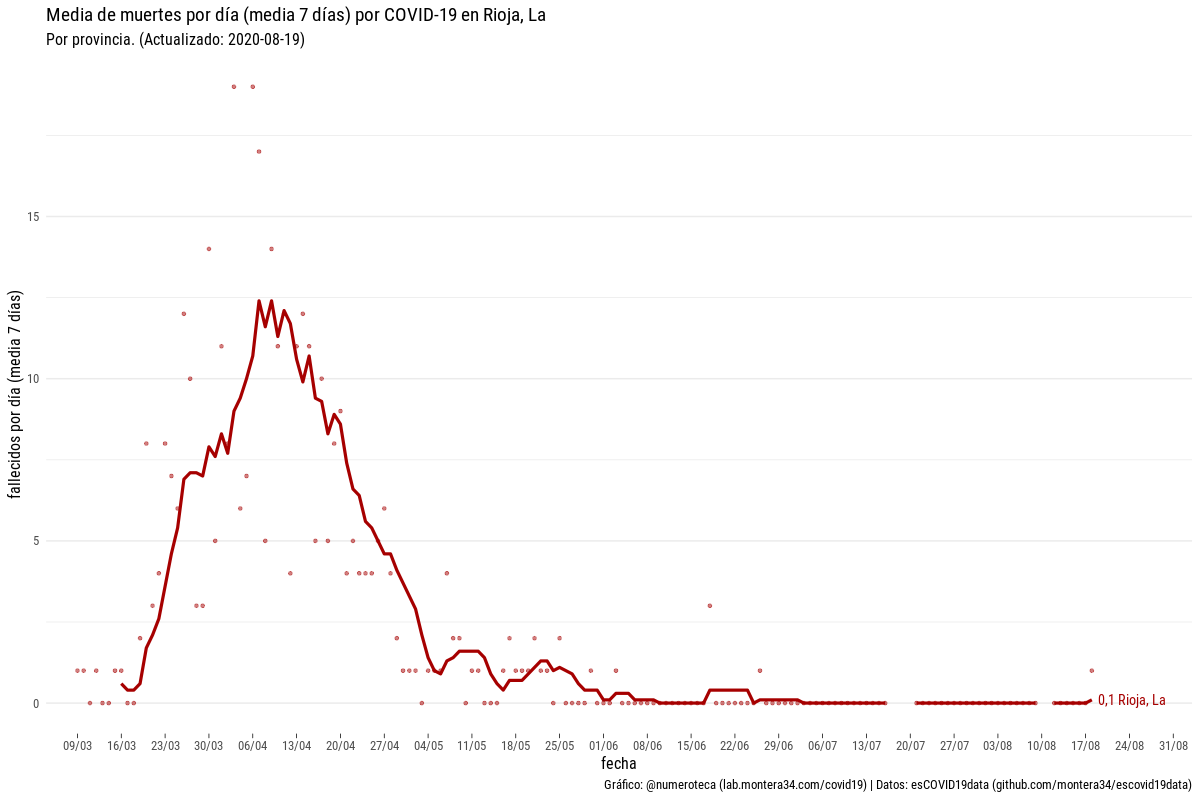 Media de muertes por día (media 7 días) por COVID-19 en Rioja, La
Por provincia. (Actualizado: 2020-08-19)
fallecidos por día (media 7 días)
15
10
5
0
0,1 Rioja, La
09/03 16/03 23/03 30/03 06/04 13/04 20/04 27/04 04/05 11/05 18/05 25/05 01/06 08/06 15/06 22/06 29/06 06/07 13/07 20/07 27/07 03/08 10/08 17/08 24/08 31/08
fecha
Gráfico: @numeroteca (lab.montera34.com/covid19) | Datos: esCOVID19data (github.com/montera34/escovid19data)